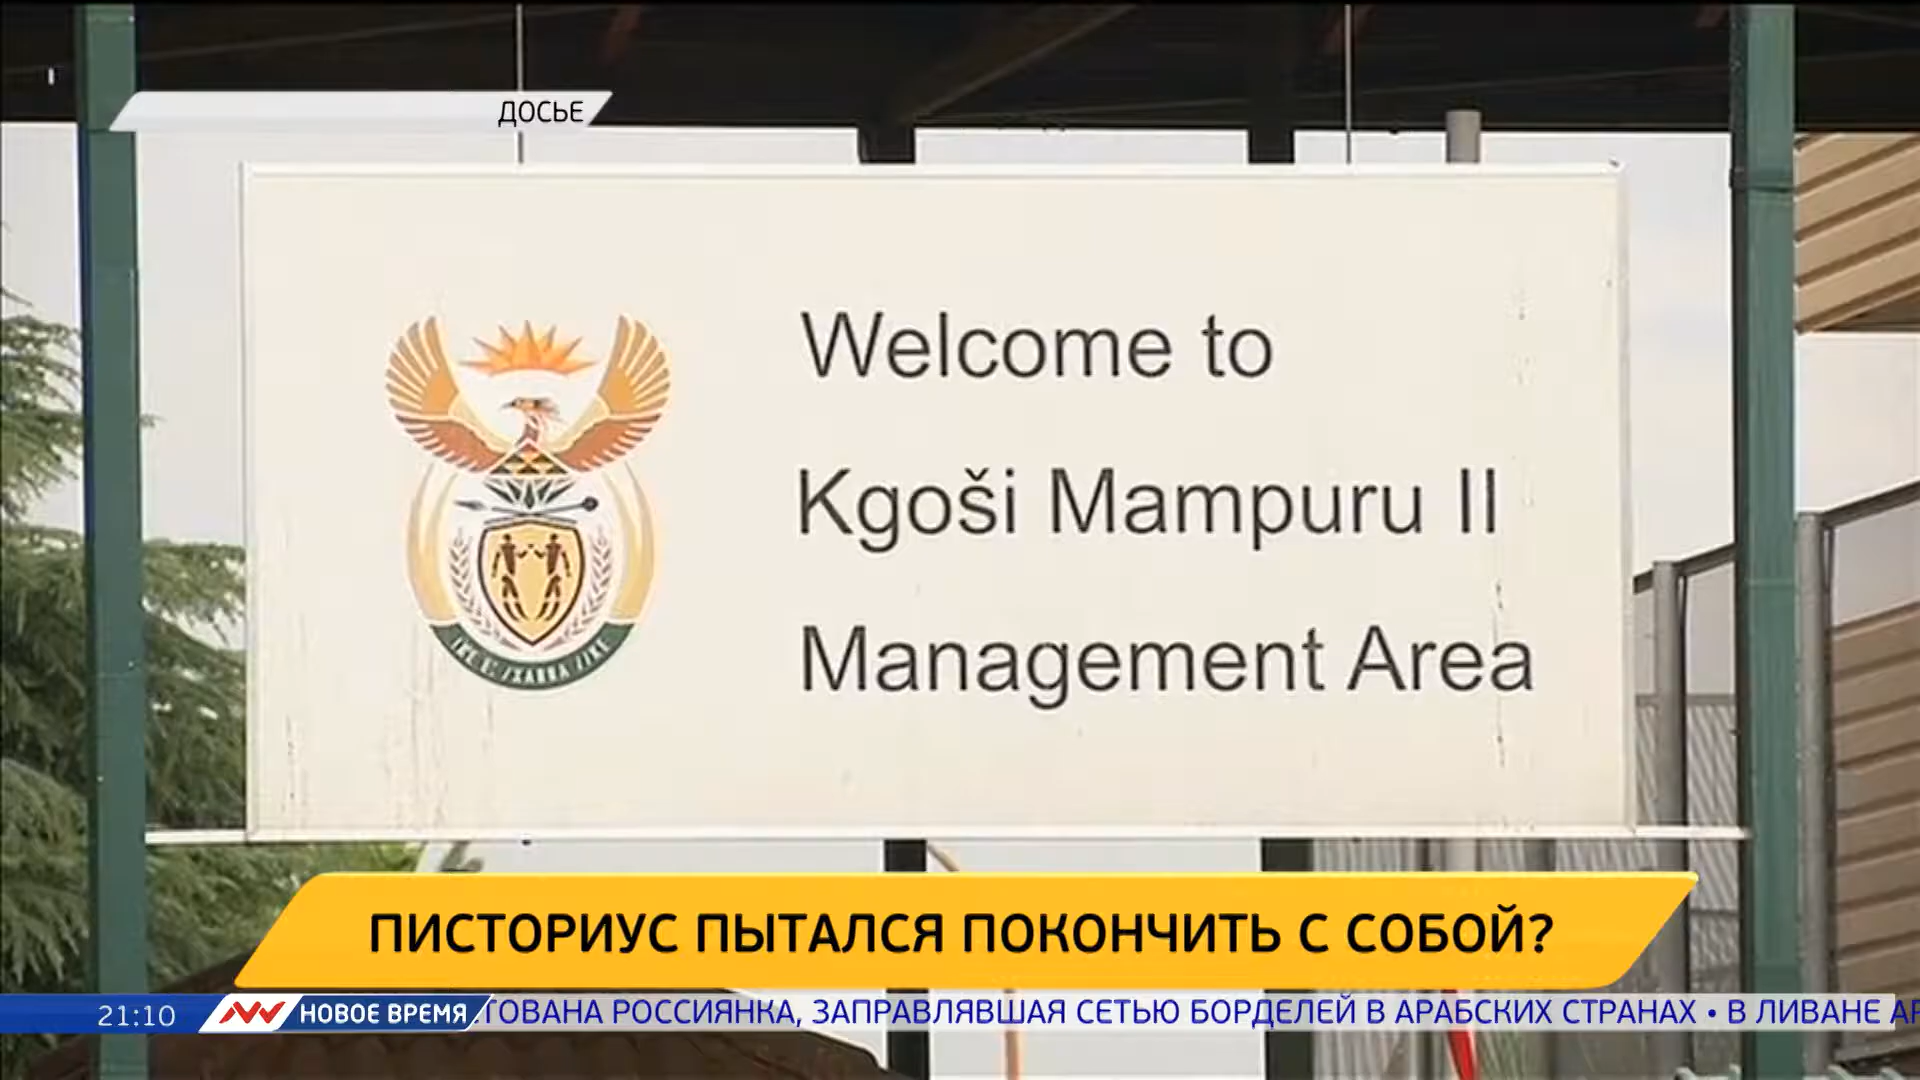 ДОСЬЕ
Welcome to
Kgoši Mampuru II
Management Area
ПИСТОРИУС ПЫТАЛСЯ ПОКОНЧИТЬ С СОБОЙ?
21:10 НОВОЕ ВРЕМЯ РОССИЯНКА, ЗАПРАВЛЯВШАЯ СЕТЬЮ БОРДЕЛЕЙ В АРАБСКИХ СТРАНАХ • В ЛИВАНЕ